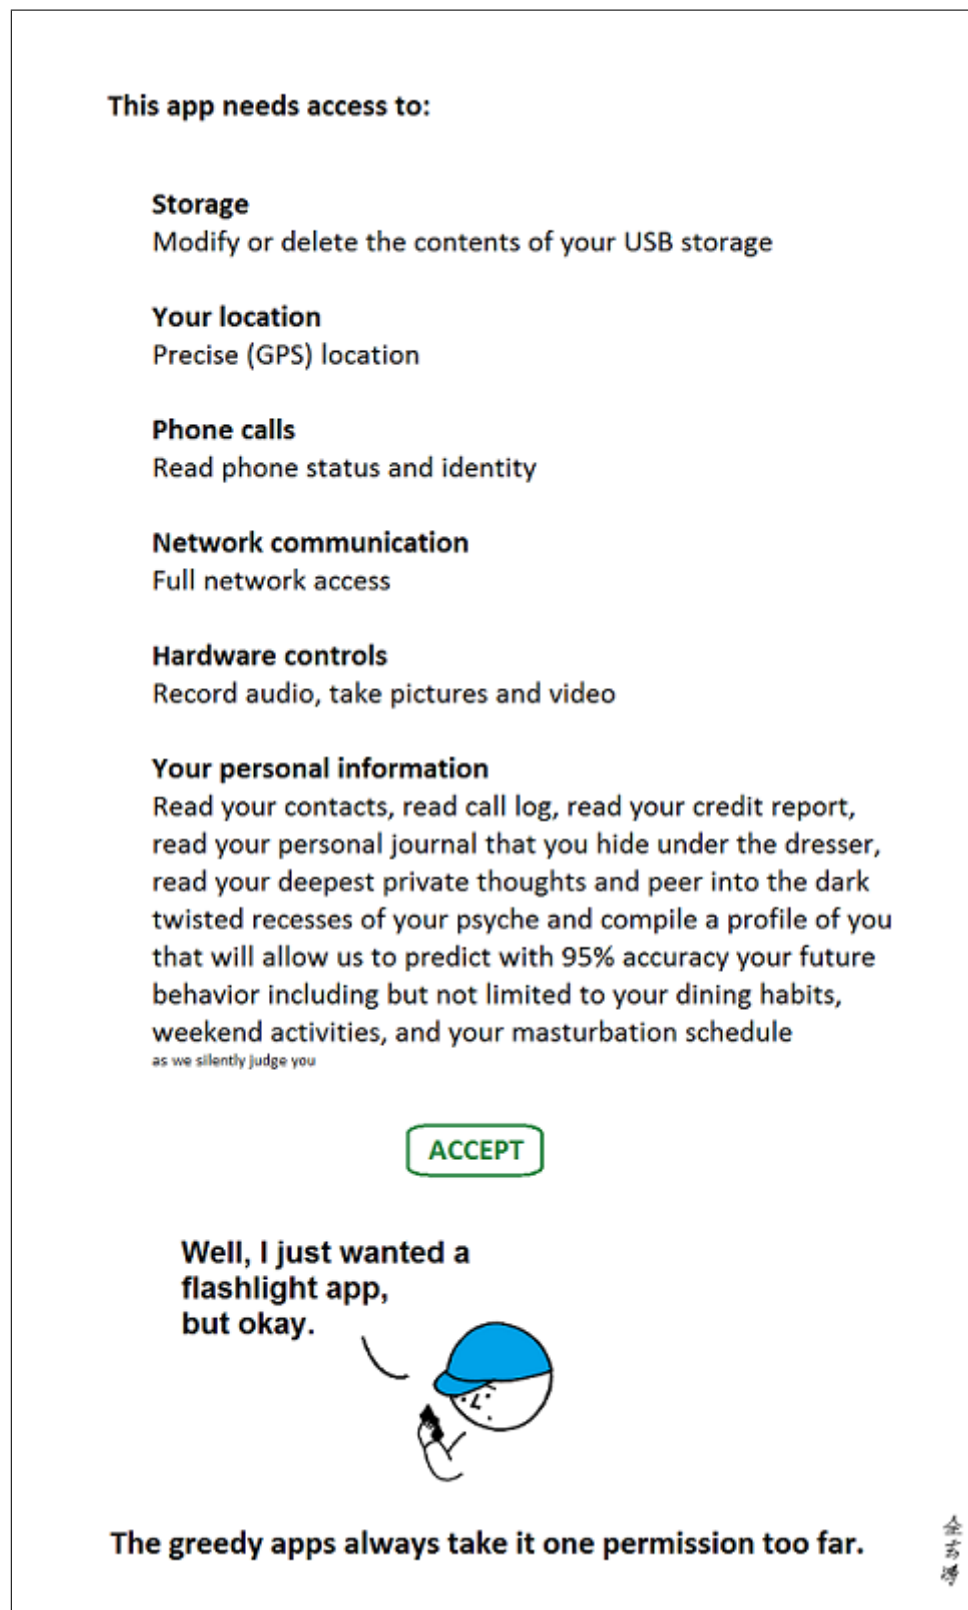 This app needs access to:
Storage
Modify or delete the contents of your USB storage
Your location
Precise (GPS) location
Phone calls
Read phone status and identity
Network communication
Full network access
Hardware controls
Record audio, take pictures and video
Your personal information
Read your contacts, read call log, read your credit report,
read your personal journal that you hide under the dresser,
read your deepest private thoughts and peer into the dark
twisted recesses of your psyche and compile a profile of you
that will allow us to predict with 95% accuracy your future
behavior including but not limited to your dining habits,
weekend activities, and your masturbation schedule
as we silently judge you
ACCEPT
Well, I just wanted a
flashlight app,
but okay.
The greedy apps always take it one permission too far.